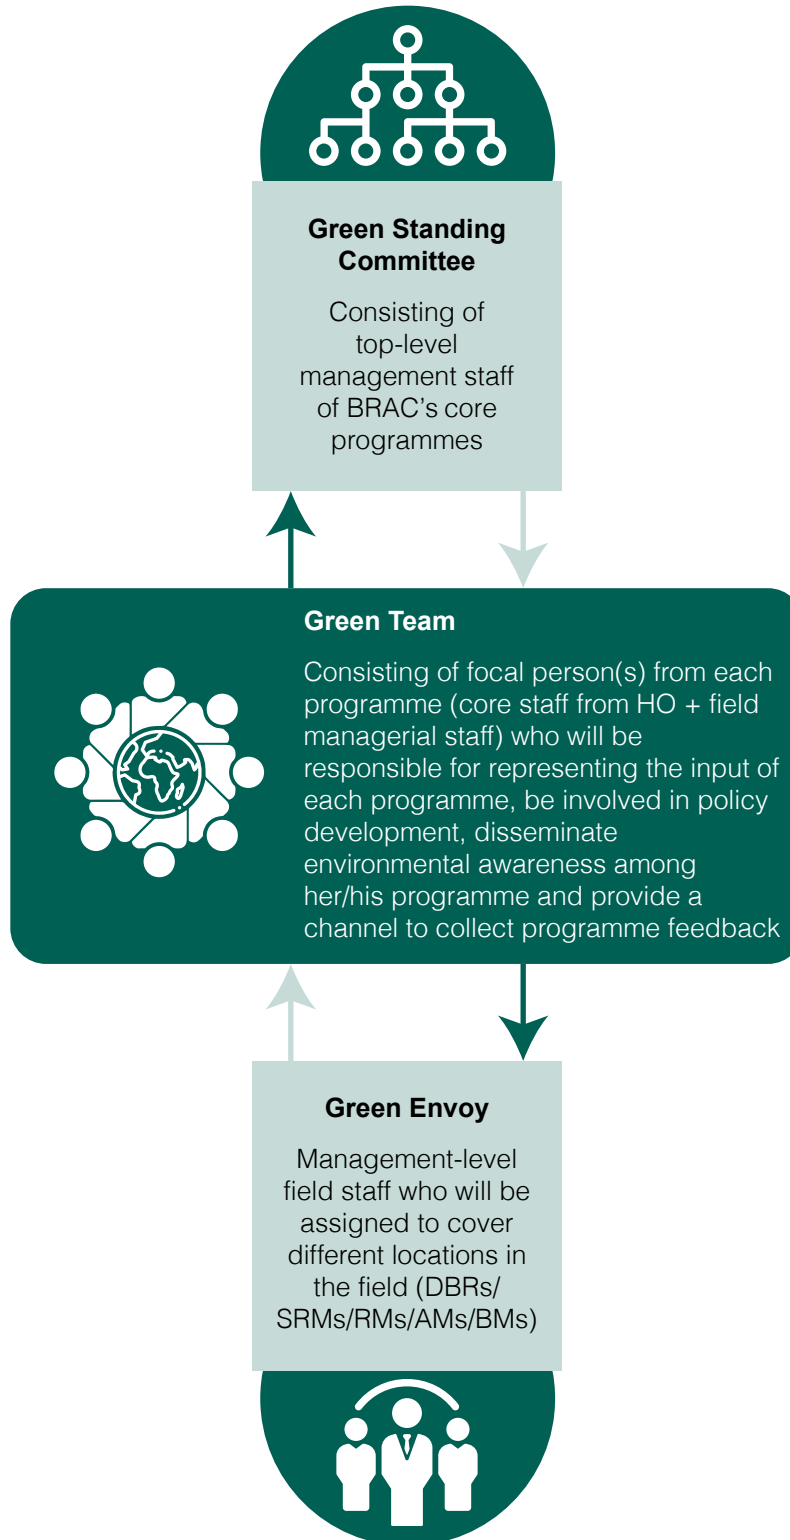 Green Standing
Committee
Consisting of
top-level
management staff
of BRAC’s core
programmes
Green Team
Consisting of focal person(s) from each
programme (core staff from HO + field
managerial staff) who will be
responsible for representing the input of
each programme, be involved in policy
development, disseminate
environmental awareness among
her/his programme and provide a
channel to collect programme feedback
Green Envoy
Management-level
field staff who will be
assigned to cover
different locations in
the field (DBRs/
SRMs/RMs/AMs/BMs)